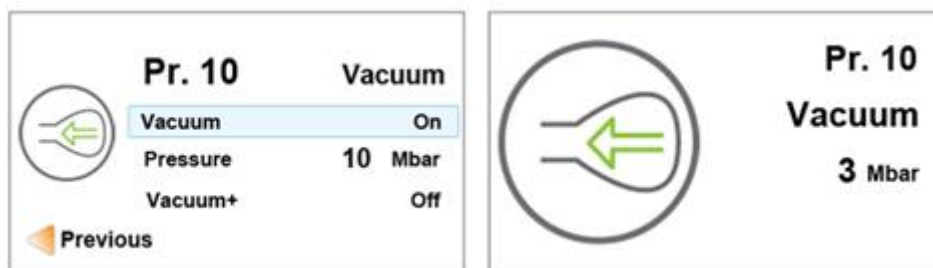 Pr. 10 Vacuum
Vacuum On
Pressure 10 Mbar
Vacuum+ Off
Previous
Pr. 10
Vacuum
3 Mbar